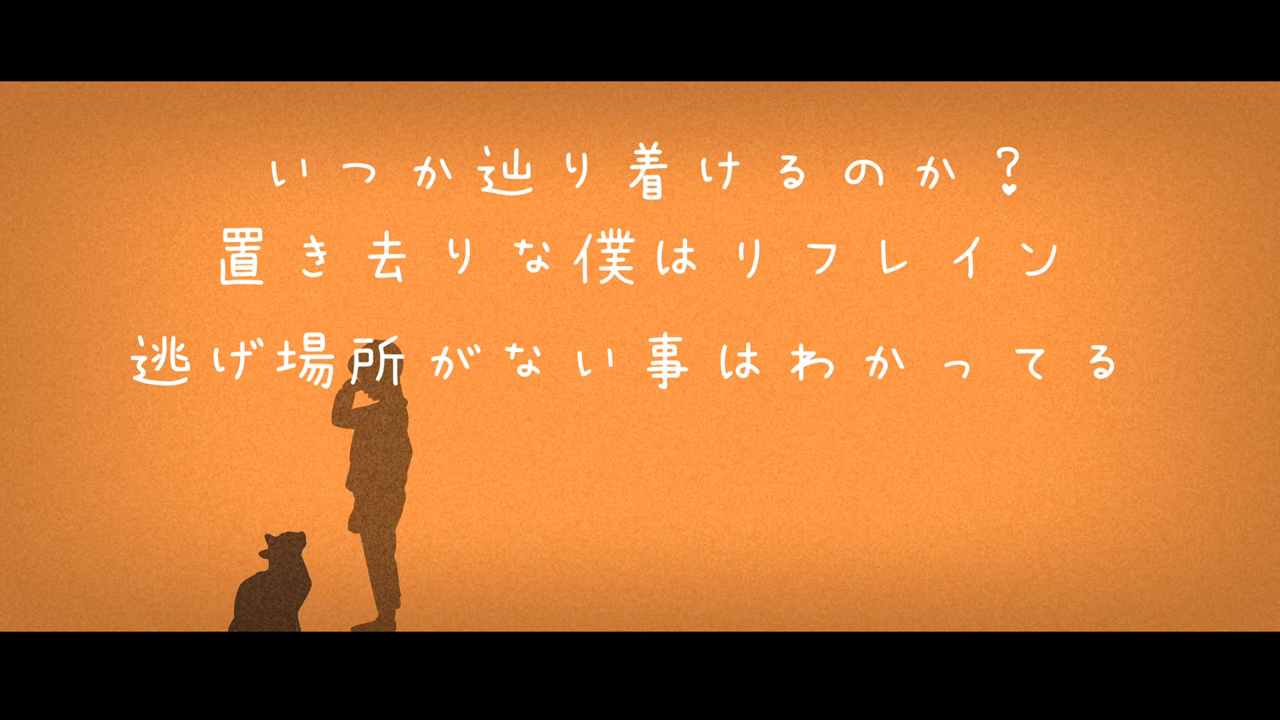 いつか辿り着けるのか?
置き去りな僕はリフレイン
逃げ場所がない事はわかってる